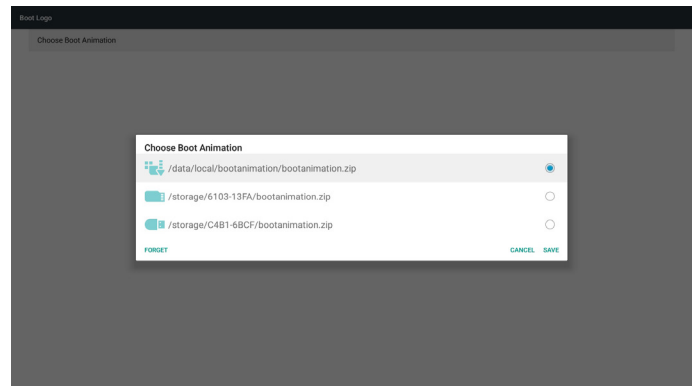 Boot Logo
Choose Boot Animation
Choose Boot Animation
/data/local/bootanimation/bootanimation.zip
/storage/6103-13FA/bootanimation.zip
/storage/C4B1-6BCF/bootanimation.zip
FORGET CANCEL SAVE